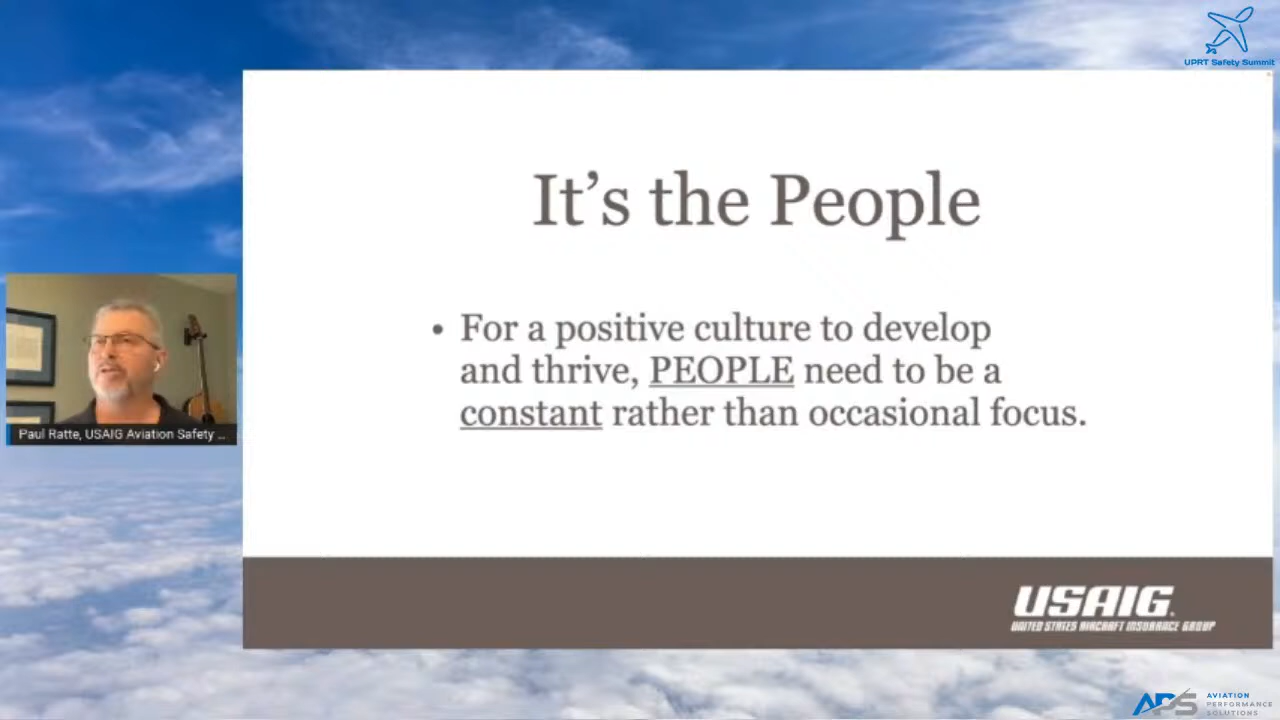 UPRT Safety Summit
It’s the People
• For a positive culture to develop
and thrive, PEOPLE need to be a
constant rather than occasional focus.
Paul Ratte, USAIG Aviation Safety ...
USAIG
UNITED STATES AIRCRAFT INSURANCE GROUP
APS
AVIATION
PERFORMANCE
SOLUTIONS